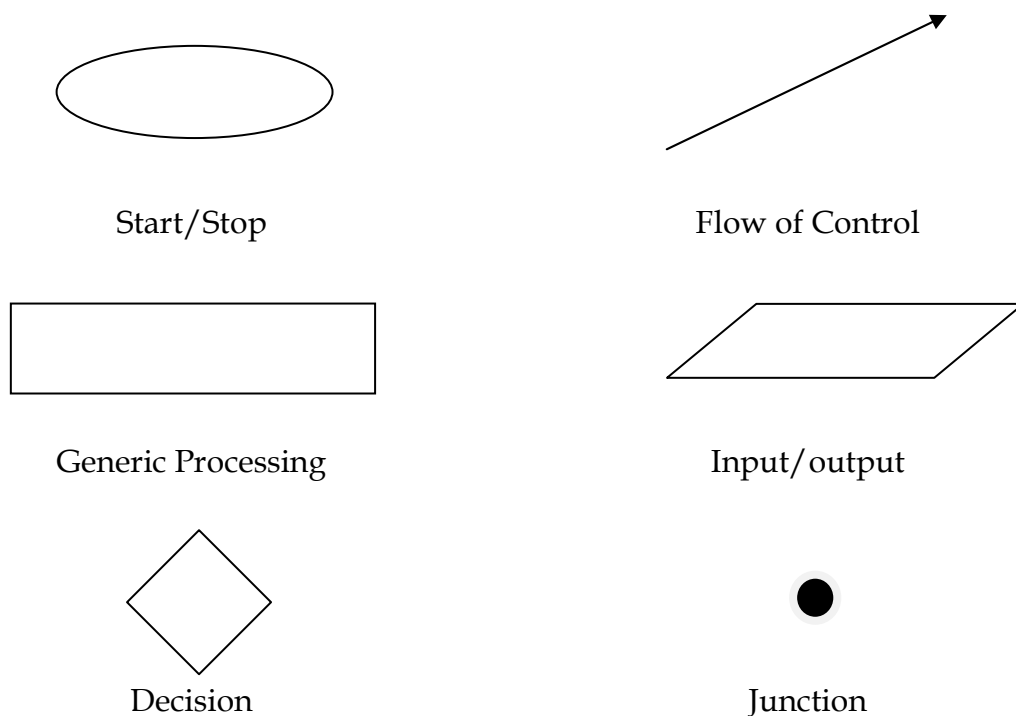 Start/Stop
Flow of Control
Generic Processing
Input/output
Decision
Junction